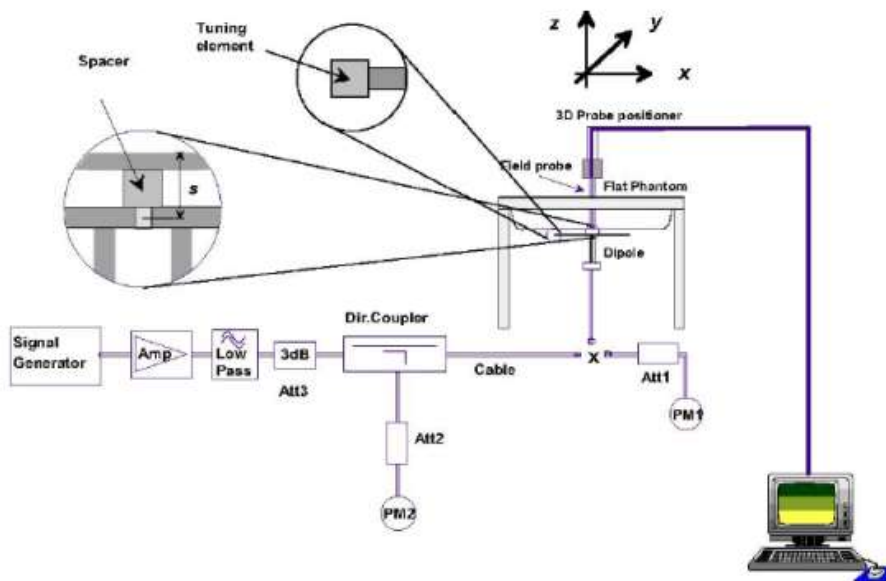 Tuning
element
z
y
x
Spacer
3D Probe positioner
Field probe
s
Flat Phantom
Dipole
Dir.Coupler
Signal
Generator
Amp
Low
Pass
3dB
Att3
Cable
x
Att1
PM1
Att2
PM2